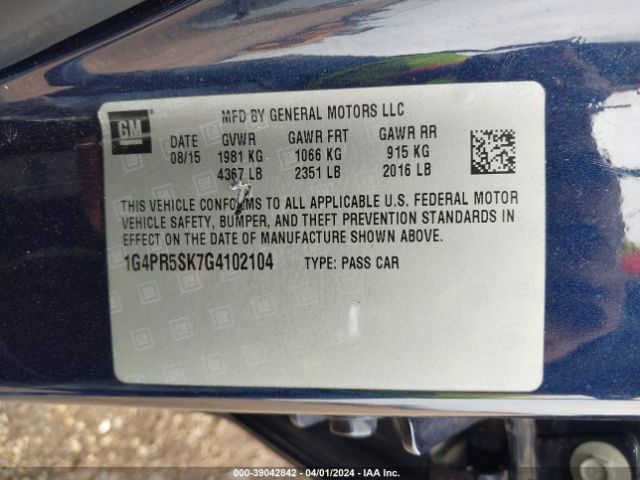 GM
MFD BY GENERAL MOTORS LLC
DATE GVWR GAWR FRT GAWR RR
08/15 1981 KG 1066 KG 915 KG
4367 LB 2351 LB 2016 LB
THIS VEHICLE CONFORMS TO ALL APPLICABLE U.S. FEDERAL MOTOR
VEHICLE SAFETY, BUMPER, AND THEFT PREVENTION STANDARDS IN
EFFECT ON THE DATE OF MANUFACTURE SHOWN ABOVE.
1G4PR5SK7G4102104 TYPE: PASS CAR
000-39042842 / 04/01/2024 / IAA Inc.